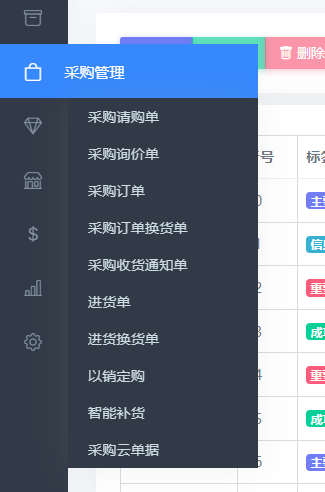 删除
采购管理
采购请购单
采购询价单
采购订单
采购订单换货单
采购收货通知单
进货单
进货换货单
以销定购
智能补货
采购云单据
号
标
0
主
信
2
重
3
成
4
重
5
成
6
主